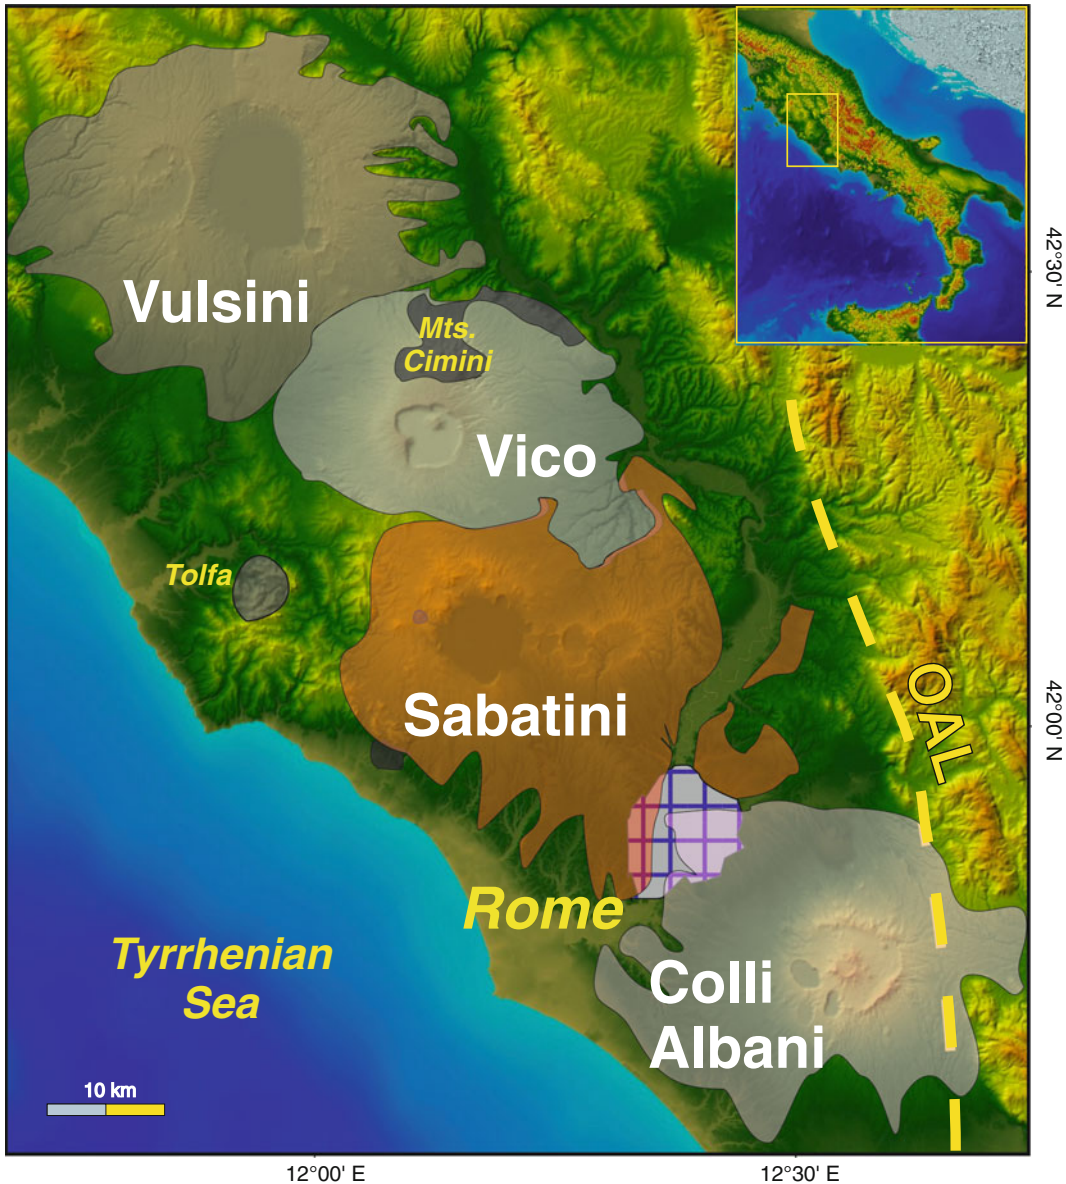 Vulsini
Mts.
Cimini
Vico
Tolfa
Sabatini
OAL
Rome
Tyrrhenian
Sea
Colli
Albani
10 km
42°30' N
42°00' N
12°00' E
12°30' E